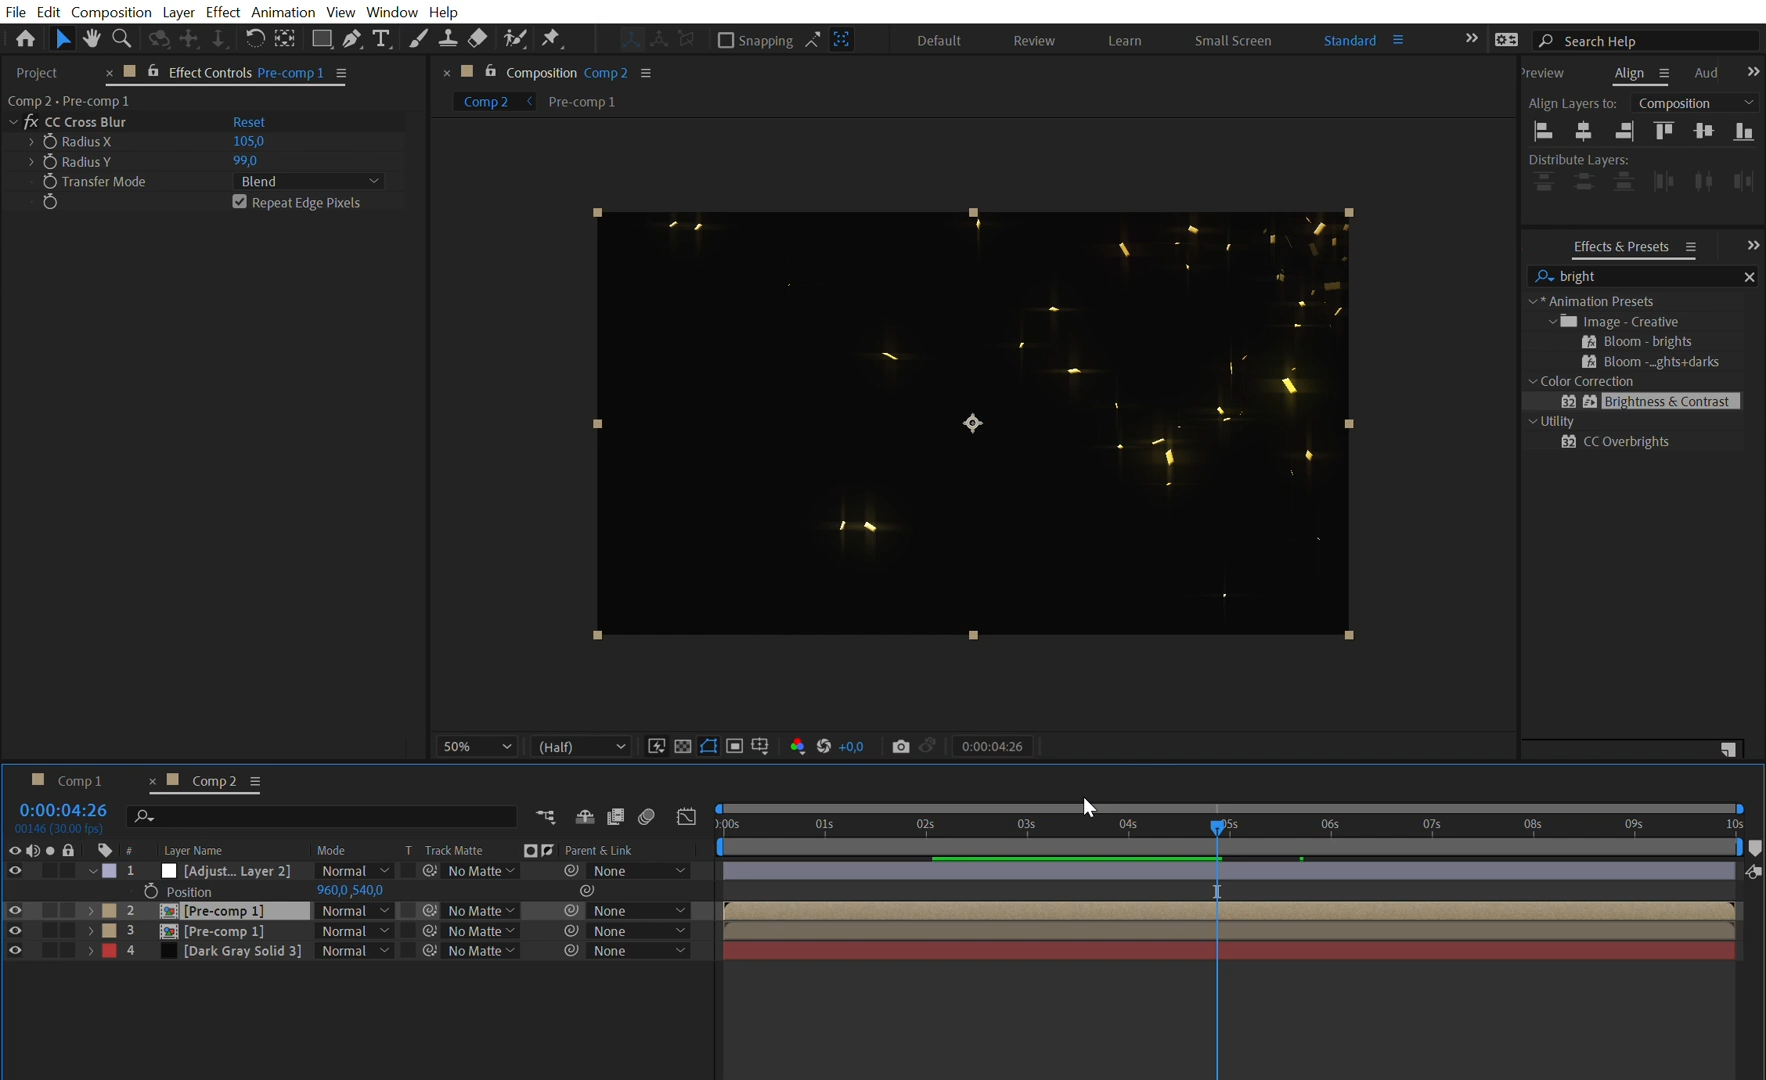 File Edit Composition Layer Effect Animation View Window Help
Snapping Default Review Learn Small Screen Standard Search Help
Project × Effect Controls Pre-comp 1
Comp 2 • Pre-comp 1
fx CC Cross Blur Reset
Radius X 105,0
Radius Y 99,0
Transfer Mode Blend
Repeat Edge Pixels
× Composition Comp 2
Comp 2 Pre-comp 1
50% (Half) +0,0 0:00:04:26
Preview Align Aud
Align Layers to: Composition
Distribute Layers:
Effects & Presets
bright
* Animation Presets
Image - Creative
Bloom - brights
Bloom -...ghts+darks
Color Correction
32 Brightness & Contrast
Utility
32 CC Overbrights
Comp 1 × Comp 2
0:00:04:26
00146 (30.00 fps)
:00s 01s 02s 03s 04s 05s 06s 07s 08s 09s 10s
# Layer Name Mode T Track Matte Parent & Link
1 [Adjust... Layer 2] Normal No Matte None
Position 960,0,540,0
2 [Pre-comp 1] Normal No Matte None
3 [Pre-comp 1] Normal No Matte None
4 [Dark Gray Solid 3] Normal No Matte None